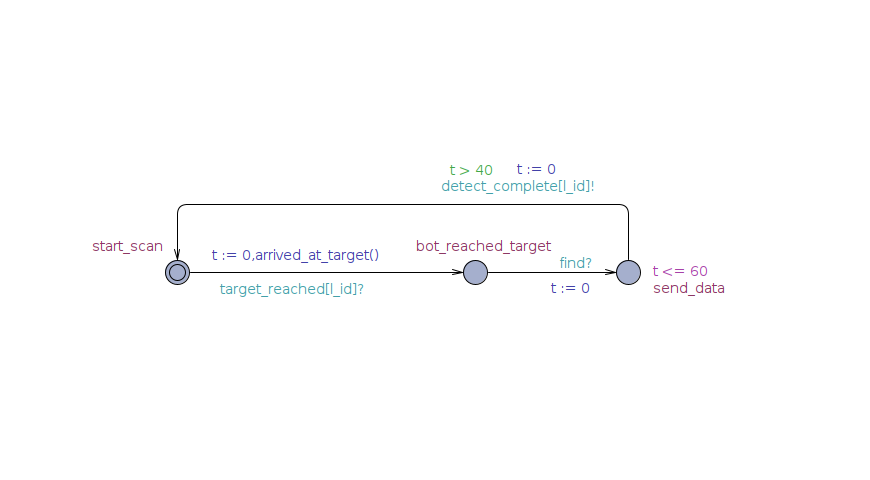 t > 40 t := 0
detect_complete[l_id]!
start_scan
t := 0,arrived_at_target()
bot_reached_target
find?
t <= 60
target_reached[l_id]?
t := 0
send_data